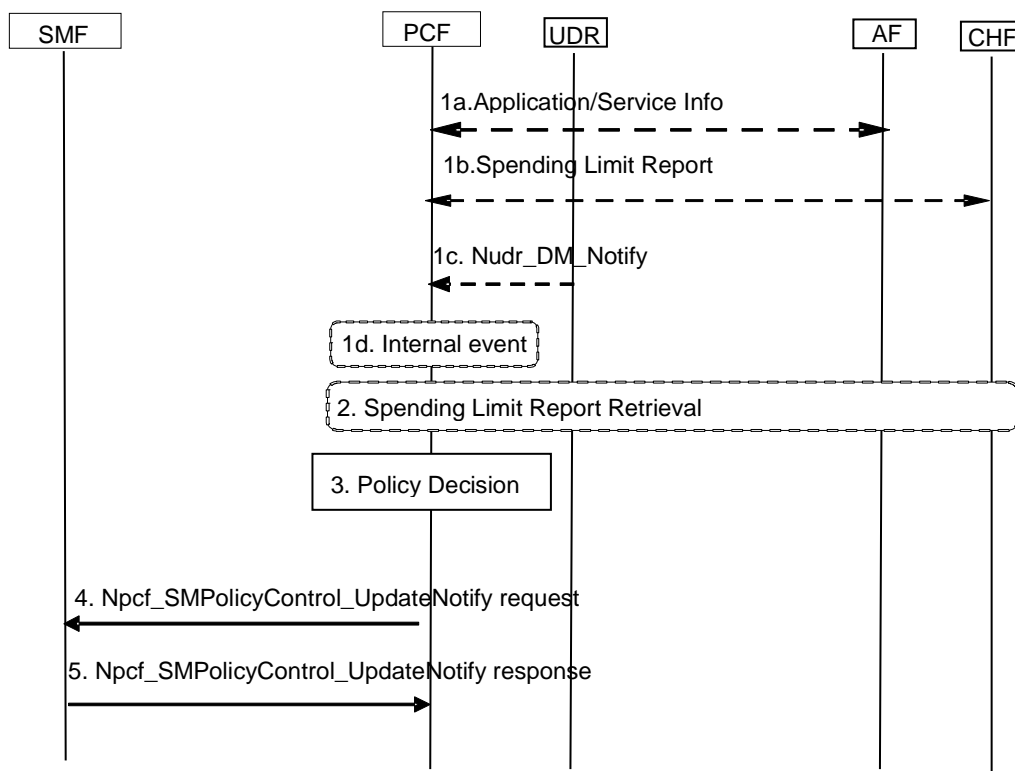 SMF
PCF
UDR
AF
CHF
1a.Application/Service Info
1b.Spending Limit Report
1c. Nudr_DM_Notify
1d. Internal event
2. Spending Limit Report Retrieval
3. Policy Decision
4. Npcf_SMPolicyControl_UpdateNotify request
5. Npcf_SMPolicyControl_UpdateNotify response